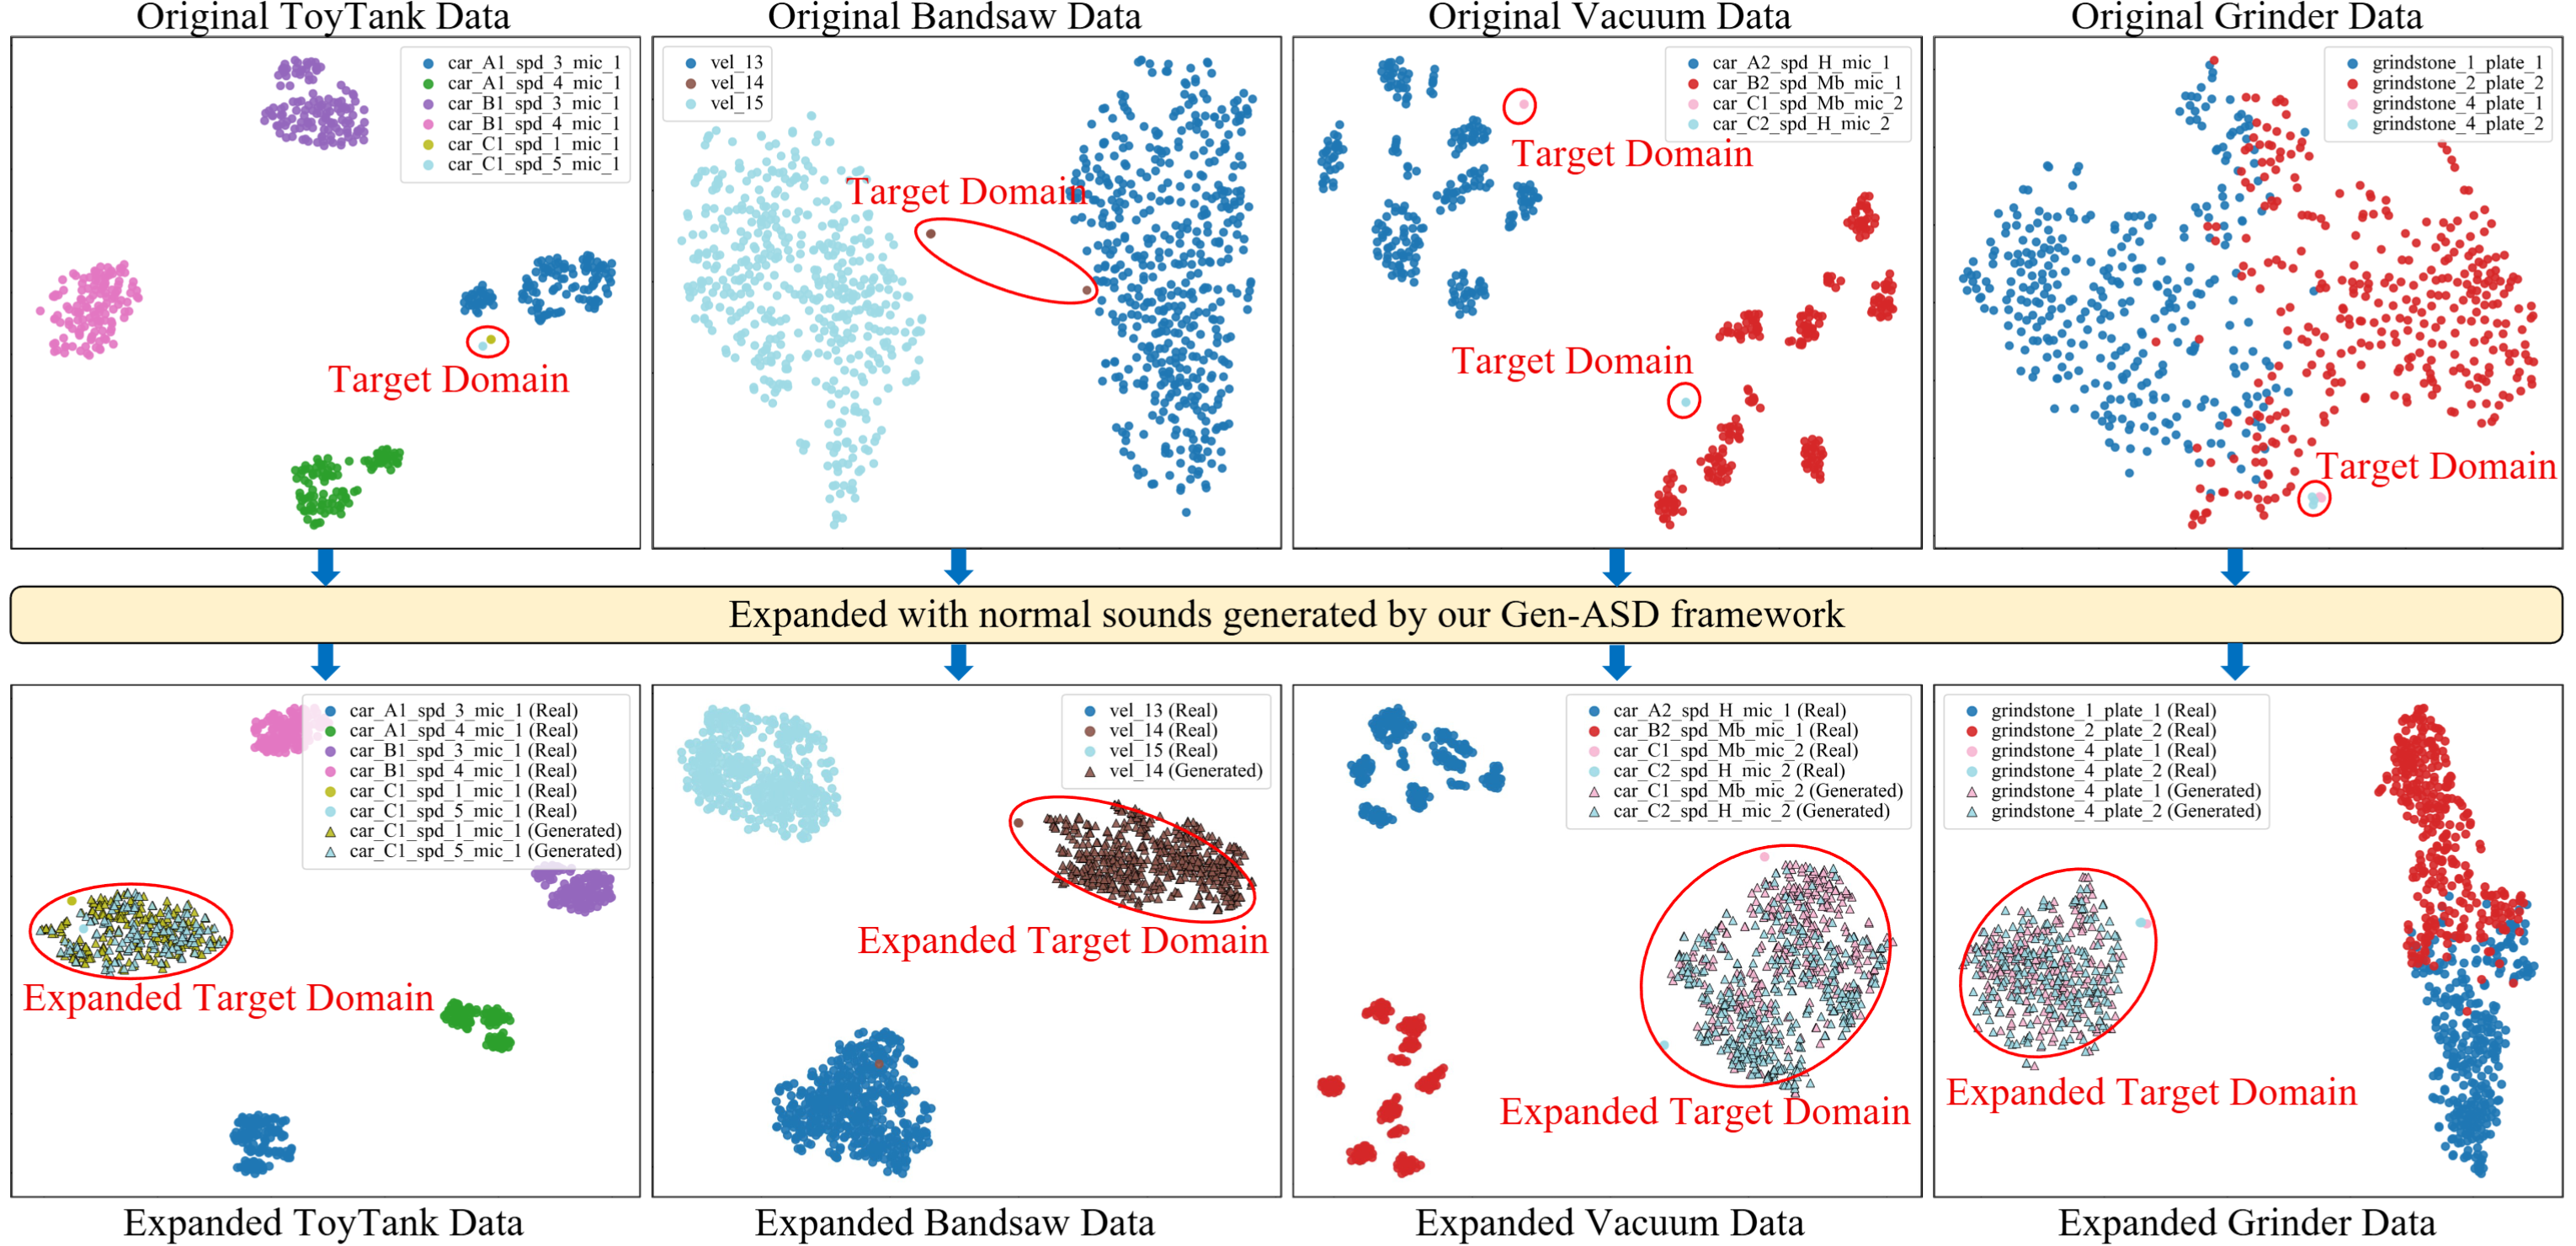 Original ToyTank Data
car_A1_spd_3_mic_1
car_A1_spd_4_mic_1
car_B1_spd_3_mic_1
car_B1_spd_4_mic_1
car_C1_spd_1_mic_1
car_C1_spd_5_mic_1
Target Domain
Original Bandsaw Data
vel_13
vel_14
vel_15
Target Domain
Original Vacuum Data
car_A2_spd_H_mic_1
car_B2_spd_Mb_mic_1
car_C1_spd_Mb_mic_2
car_C2_spd_H_mic_2
Target Domain
Target Domain
Original Grinder Data
grindstone_1_plate_1
grindstone_2_plate_2
grindstone_4_plate_1
grindstone_4_plate_2
Target Domain
Expanded with normal sounds generated by our Gen-ASD framework
car_A1_spd_3_mic_1 (Real)
car_A1_spd_4_mic_1 (Real)
car_B1_spd_3_mic_1 (Real)
car_B1_spd_4_mic_1 (Real)
car_C1_spd_1_mic_1 (Real)
car_C1_spd_5_mic_1 (Real)
car_C1_spd_1_mic_1 (Generated)
car_C1_spd_5_mic_1 (Generated)
Expanded Target Domain
Expanded ToyTank Data
vel_13 (Real)
vel_14 (Real)
vel_15 (Real)
vel_14 (Generated)
Expanded Target Domain
Expanded Bandsaw Data
car_A2_spd_H_mic_1 (Real)
car_B2_spd_Mb_mic_1 (Real)
car_C1_spd_Mb_mic_2 (Real)
car_C2_spd_H_mic_2 (Real)
car_C1_spd_Mb_mic_2 (Generated)
car_C2_spd_H_mic_2 (Generated)
Expanded Target Domain
Expanded Vacuum Data
grindstone_1_plate_1 (Real)
grindstone_2_plate_2 (Real)
grindstone_4_plate_1 (Real)
grindstone_4_plate_2 (Real)
grindstone_4_plate_1 (Generated)
grindstone_4_plate_2 (Generated)
Expanded Target Domain
Expanded Grinder Data